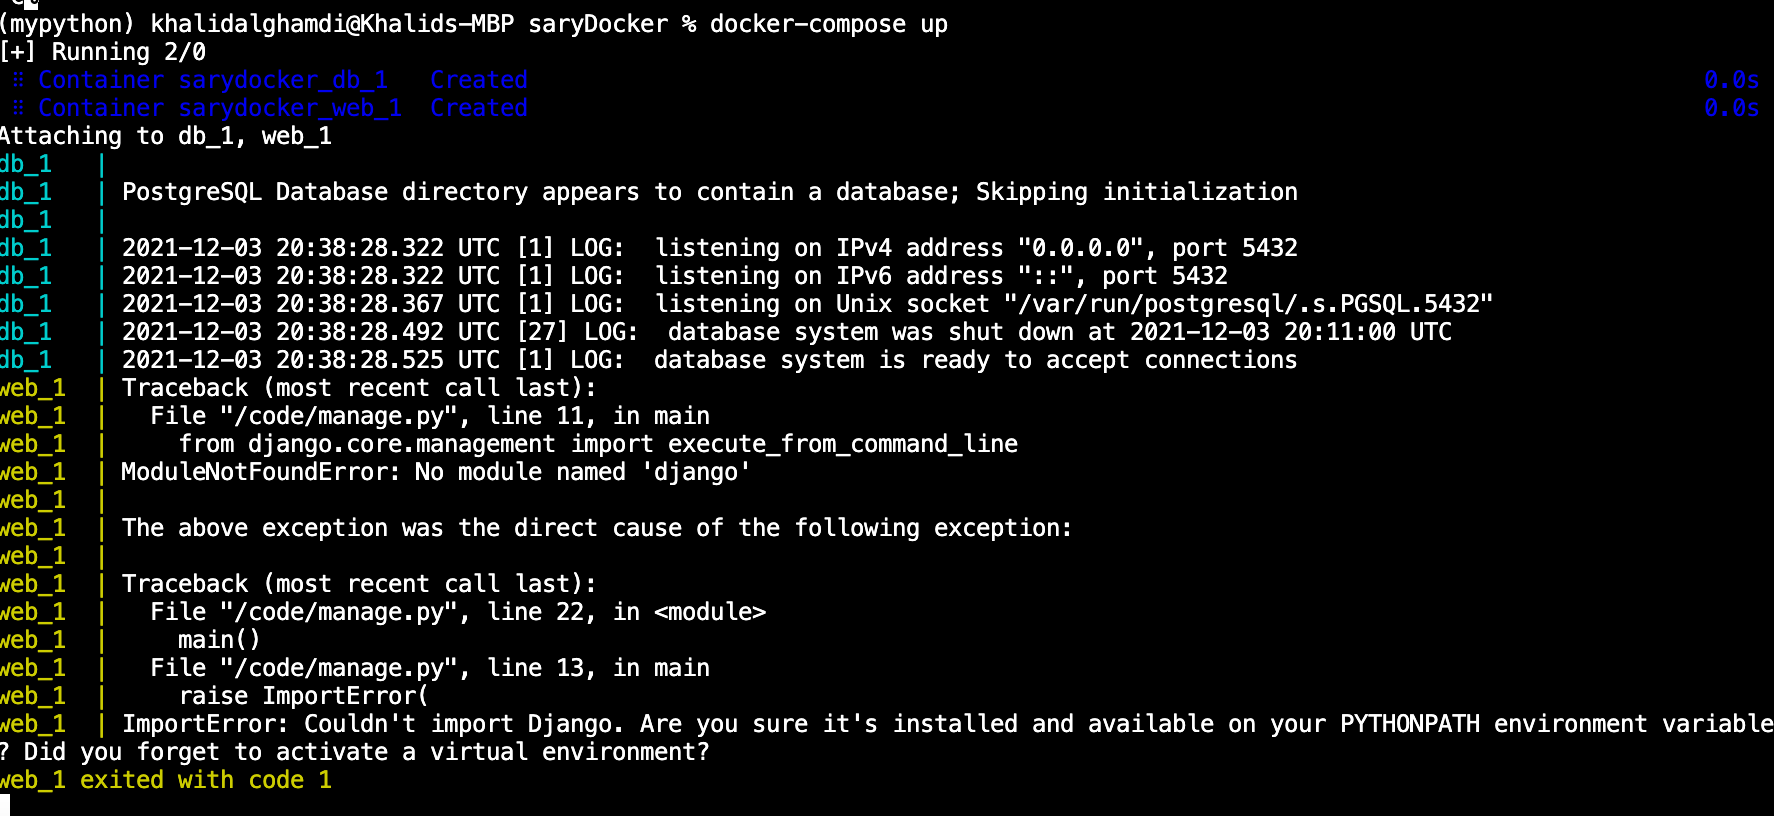 (mypython) khalidalghamdi@Khalids-MBP saryDocker % docker-compose up
[+] Running 2/0
⠿ Container sarydocker_db_1   Created   0.0s
⠿ Container sarydocker_web_1  Created   0.0s
Attaching to db_1, web_1
db_1   |
db_1   | PostgreSQL Database directory appears to contain a database; Skipping initialization
db_1   |
db_1   | 2021-12-03 20:38:28.322 UTC [1] LOG:  listening on IPv4 address "0.0.0.0", port 5432
db_1   | 2021-12-03 20:38:28.322 UTC [1] LOG:  listening on IPv6 address "::", port 5432
db_1   | 2021-12-03 20:38:28.367 UTC [1] LOG:  listening on Unix socket "/var/run/postgresql/.s.PGSQL.5432"
db_1   | 2021-12-03 20:38:28.492 UTC [27] LOG:  database system was shut down at 2021-12-03 20:11:00 UTC
db_1   | 2021-12-03 20:38:28.525 UTC [1] LOG:  database system is ready to accept connections
web_1  | Traceback (most recent call last):
web_1  |   File "/code/manage.py", line 11, in main
web_1  |     from django.core.management import execute_from_command_line
web_1  | ModuleNotFoundError: No module named 'django'
web_1  |
web_1  | The above exception was the direct cause of the following exception:
web_1  |
web_1  | Traceback (most recent call last):
web_1  |   File "/code/manage.py", line 22, in <module>
web_1  |     main()
web_1  |   File "/code/manage.py", line 13, in main
web_1  |     raise ImportError(
web_1  | ImportError: Couldn't import Django. Are you sure it's installed and available on your PYTHONPATH environment variable
? Did you forget to activate a virtual environment?
web_1 exited with code 1